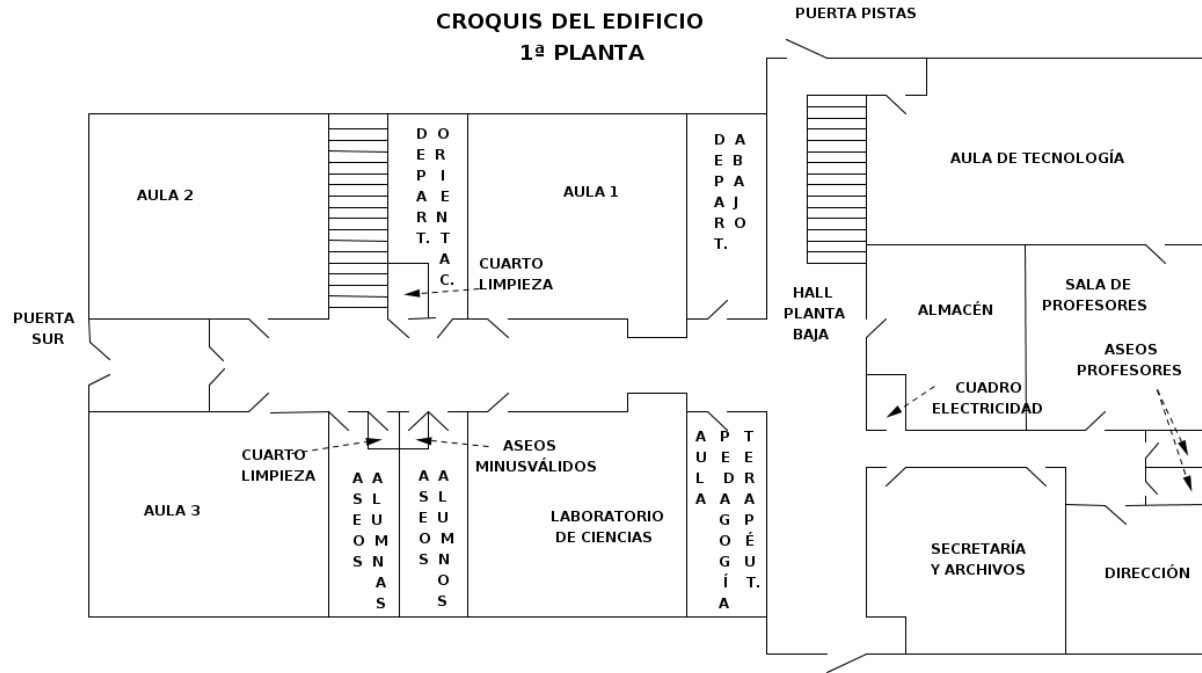 CROQUIS DEL EDIFICIO
1ª PLANTA
PUERTA PISTAS
AULA 2
DEPART.
ORIENTAC.
AULA 1
DEPART.
ABAJO
AULA DE TECNOLOGÍA
CUARTO
LIMPIEZA
PUERTA
SUR
HALL
PLANTA
BAJA
ALMACÉN
SALA DE
PROFESORES
ASEOS
PROFESORES
CUADRO
ELECTRICIDAD
CUARTO
LIMPIEZA
ASEOS
MINUSVÁLIDOS
AULA 3
ASEOS
ALUMNAS
ASEOS
ALUMNOS
LABORATORIO
DE CIENCIAS
AULA
PEDAGOGÍA
TERAPÉUT.
SECRETARÍA
Y ARCHIVOS
DIRECCIÓN